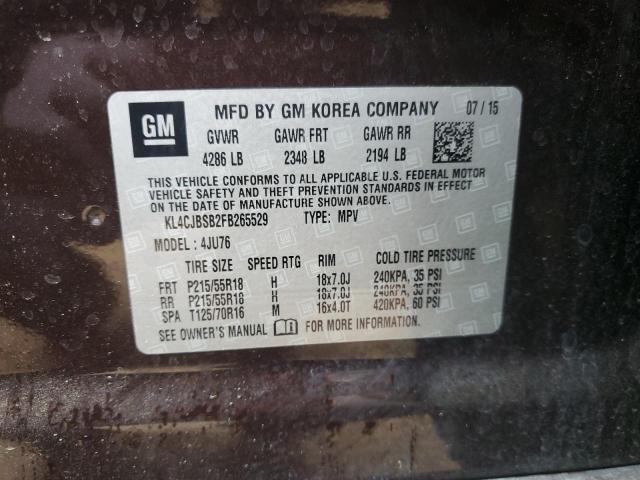 GM MFD BY GM KOREA COMPANY 07/15
GVWR GAWR FRT GAWR RR
4286 LB 2348 LB 2194 LB
THIS VEHICLE CONFORMS TO ALL APPLICABLE U.S. FEDERAL MOTOR
VEHICLE SAFETY AND THEFT PREVENTION STANDARDS IN EFFECT
ON THE DATE OF MANUFACTURE SHOWN ABOVE.
KL4CJBSB2FB265529 TYPE: MPV
MODEL: 4JU76
TIRE SIZE SPEED RTG RIM COLD TIRE PRESSURE
FRT P215/55R18 H 18x7.0J 240KPA, 35 PSI
RR P215/55R18 H 18x7.0J 240KPA, 35 PSI
SPA T125/70R16 M 16x4.0T 420KPA, 60 PSI
SEE OWNER'S MANUAL FOR MORE INFORMATION.